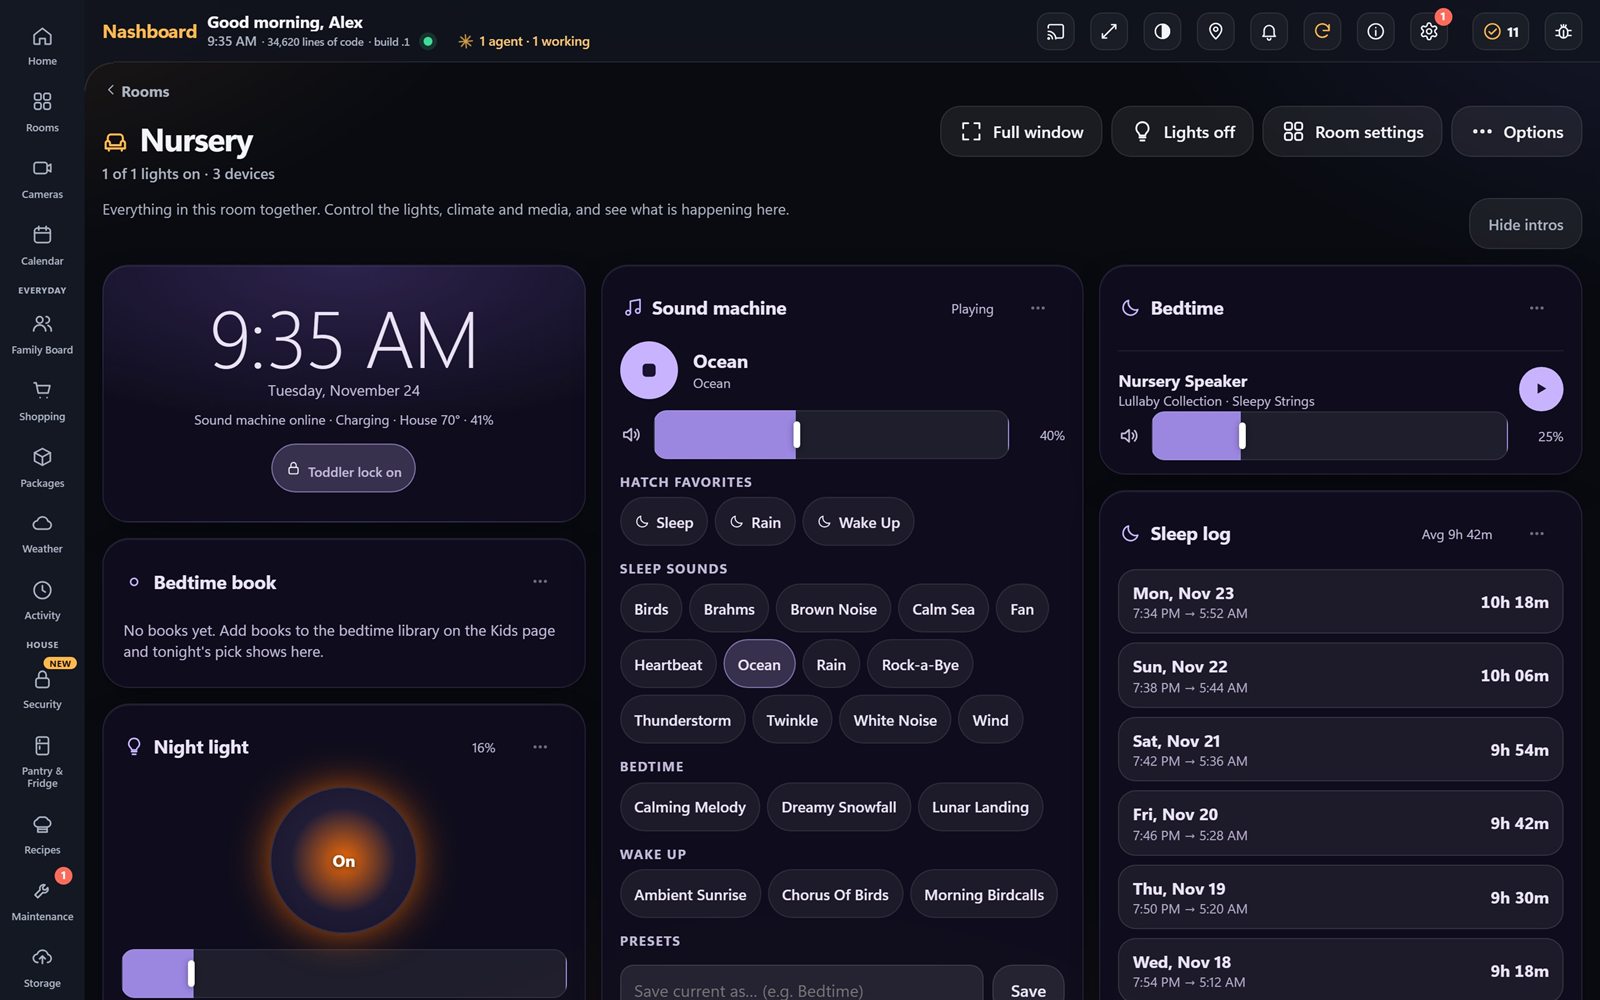 Nashboard
Good morning, Alex
9:35 AM · 34,620 lines of code · build .1
1 agent · 1 working
1
11
Home
Rooms
Cameras
Calendar
EVERYDAY
Family Board
Shopping
Packages
Weather
Activity
HOUSE
NEW
Security
Pantry &
Fridge
Recipes
1
Maintenance
Storage
Rooms
Nursery
1 of 1 lights on · 3 devices
Everything in this room together. Control the lights, climate and media, and see what is happening here.
Full window
Lights off
Room settings
Options
Hide intros
9:35 AM
Tuesday, November 24
Sound machine online · Charging · House 70° · 41%
Toddler lock on
Bedtime book
No books yet. Add books to the bedtime library on the Kids page
and tonight's pick shows here.
Night light
16%
On
Sound machine
Playing
Ocean
Ocean
40%
HATCH FAVORITES
Sleep
Rain
Wake Up
SLEEP SOUNDS
Birds
Brahms
Brown Noise
Calm Sea
Fan
Heartbeat
Ocean
Rain
Rock-a-Bye
Thunderstorm
Twinkle
White Noise
Wind
BEDTIME
Calming Melody
Dreamy Snowfall
Lunar Landing
WAKE UP
Ambient Sunrise
Chorus Of Birds
Morning Birdcalls
PRESETS
Save current as... (e.g. Bedtime)
Save
Bedtime
Nursery Speaker
Lullaby Collection · Sleepy Strings
25%
Sleep log
Avg 9h 42m
Mon, Nov 23
7:34 PM → 5:52 AM
10h 18m
Sun, Nov 22
7:38 PM → 5:44 AM
10h 06m
Sat, Nov 21
7:42 PM → 5:36 AM
9h 54m
Fri, Nov 20
7:46 PM → 5:28 AM
9h 42m
Thu, Nov 19
7:50 PM → 5:20 AM
9h 30m
Wed, Nov 18
7:54 PM → 5:12 AM
9h 18m